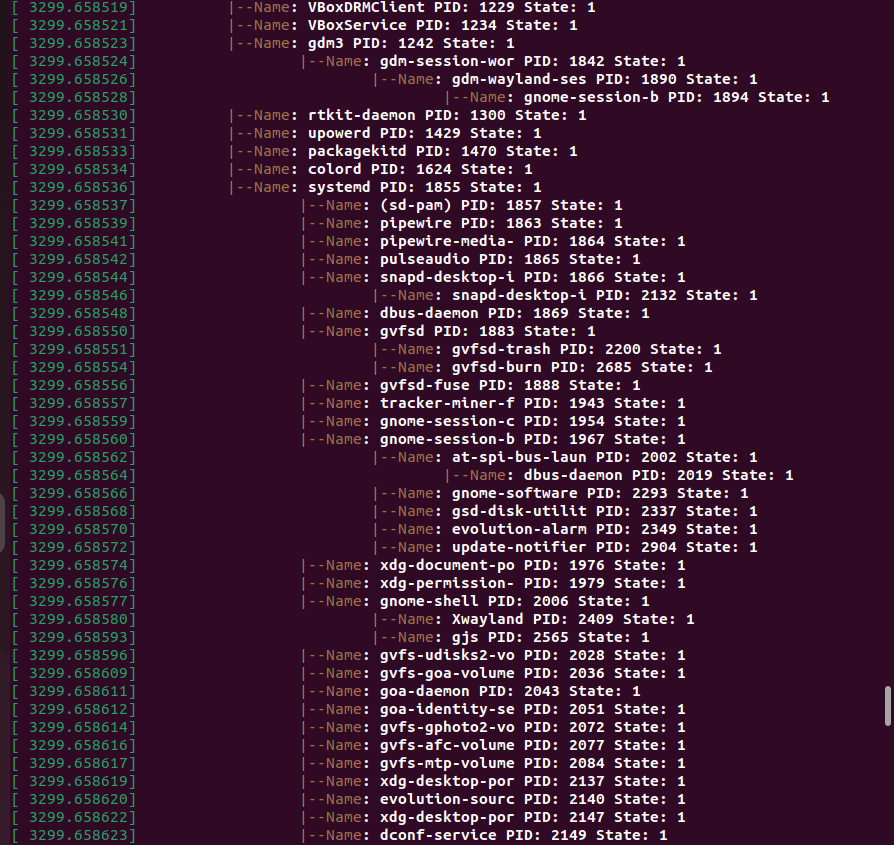 [ 3299.658519] |--Name: VBoxDRMClient PID: 1229 State: 1
[ 3299.658521] |--Name: VBoxService PID: 1234 State: 1
[ 3299.658523] |--Name: gdm3 PID: 1242 State: 1
[ 3299.658524] |--Name: gdm-session-wor PID: 1842 State: 1
[ 3299.658526] |--Name: gdm-wayland-ses PID: 1890 State: 1
[ 3299.658528] |--Name: gnome-session-b PID: 1894 State: 1
[ 3299.658530] |--Name: rtkit-daemon PID: 1300 State: 1
[ 3299.658531] |--Name: upowerd PID: 1429 State: 1
[ 3299.658533] |--Name: packagekitd PID: 1470 State: 1
[ 3299.658534] |--Name: colord PID: 1624 State: 1
[ 3299.658536] |--Name: systemd PID: 1855 State: 1
[ 3299.658537] |--Name: (sd-pam) PID: 1857 State: 1
[ 3299.658539] |--Name: pipewire PID: 1863 State: 1
[ 3299.658541] |--Name: pipewire-media- PID: 1864 State: 1
[ 3299.658542] |--Name: pulseaudio PID: 1865 State: 1
[ 3299.658544] |--Name: snapd-desktop-i PID: 1866 State: 1
[ 3299.658546] |--Name: snapd-desktop-i PID: 2132 State: 1
[ 3299.658548] |--Name: dbus-daemon PID: 1869 State: 1
[ 3299.658550] |--Name: gvfsd PID: 1883 State: 1
[ 3299.658551] |--Name: gvfsd-trash PID: 2200 State: 1
[ 3299.658554] |--Name: gvfsd-burn PID: 2685 State: 1
[ 3299.658556] |--Name: gvfsd-fuse PID: 1888 State: 1
[ 3299.658557] |--Name: tracker-miner-f PID: 1943 State: 1
[ 3299.658559] |--Name: gnome-session-c PID: 1954 State: 1
[ 3299.658560] |--Name: gnome-session-b PID: 1967 State: 1
[ 3299.658562] |--Name: at-spi-bus-laun PID: 2002 State: 1
[ 3299.658564] |--Name: dbus-daemon PID: 2019 State: 1
[ 3299.658566] |--Name: gnome-software PID: 2293 State: 1
[ 3299.658568] |--Name: gsd-disk-utilit PID: 2337 State: 1
[ 3299.658570] |--Name: evolution-alarm PID: 2349 State: 1
[ 3299.658572] |--Name: update-notifier PID: 2904 State: 1
[ 3299.658574] |--Name: xdg-document-po PID: 1976 State: 1
[ 3299.658576] |--Name: xdg-permission- PID: 1979 State: 1
[ 3299.658577] |--Name: gnome-shell PID: 2006 State: 1
[ 3299.658580] |--Name: Xwayland PID: 2409 State: 1
[ 3299.658593] |--Name: gjs PID: 2565 State: 1
[ 3299.658596] |--Name: gvfs-udisks2-vo PID: 2028 State: 1
[ 3299.658609] |--Name: gvfs-goa-volume PID: 2036 State: 1
[ 3299.658611] |--Name: goa-daemon PID: 2043 State: 1
[ 3299.658612] |--Name: goa-identity-se PID: 2051 State: 1
[ 3299.658614] |--Name: gvfs-gphoto2-vo PID: 2072 State: 1
[ 3299.658616] |--Name: gvfs-afc-volume PID: 2077 State: 1
[ 3299.658617] |--Name: gvfs-mtp-volume PID: 2084 State: 1
[ 3299.658619] |--Name: xdg-desktop-por PID: 2137 State: 1
[ 3299.658620] |--Name: evolution-sourc PID: 2140 State: 1
[ 3299.658622] |--Name: xdg-desktop-por PID: 2147 State: 1
[ 3299.658623] |--Name: dconf-service PID: 2149 State: 1